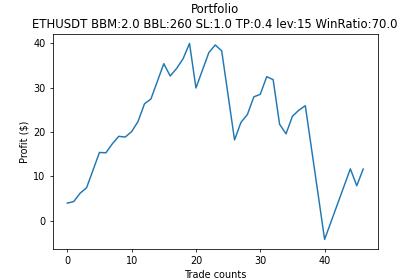 Portfolio
ETHUSDT BBM:2.0 BBL:260 SL:1.0 TP:0.4 lev:15 WinRatio:70.0
40
30
20
10
0
Profit ($)
0 10 20 30 40
Trade counts